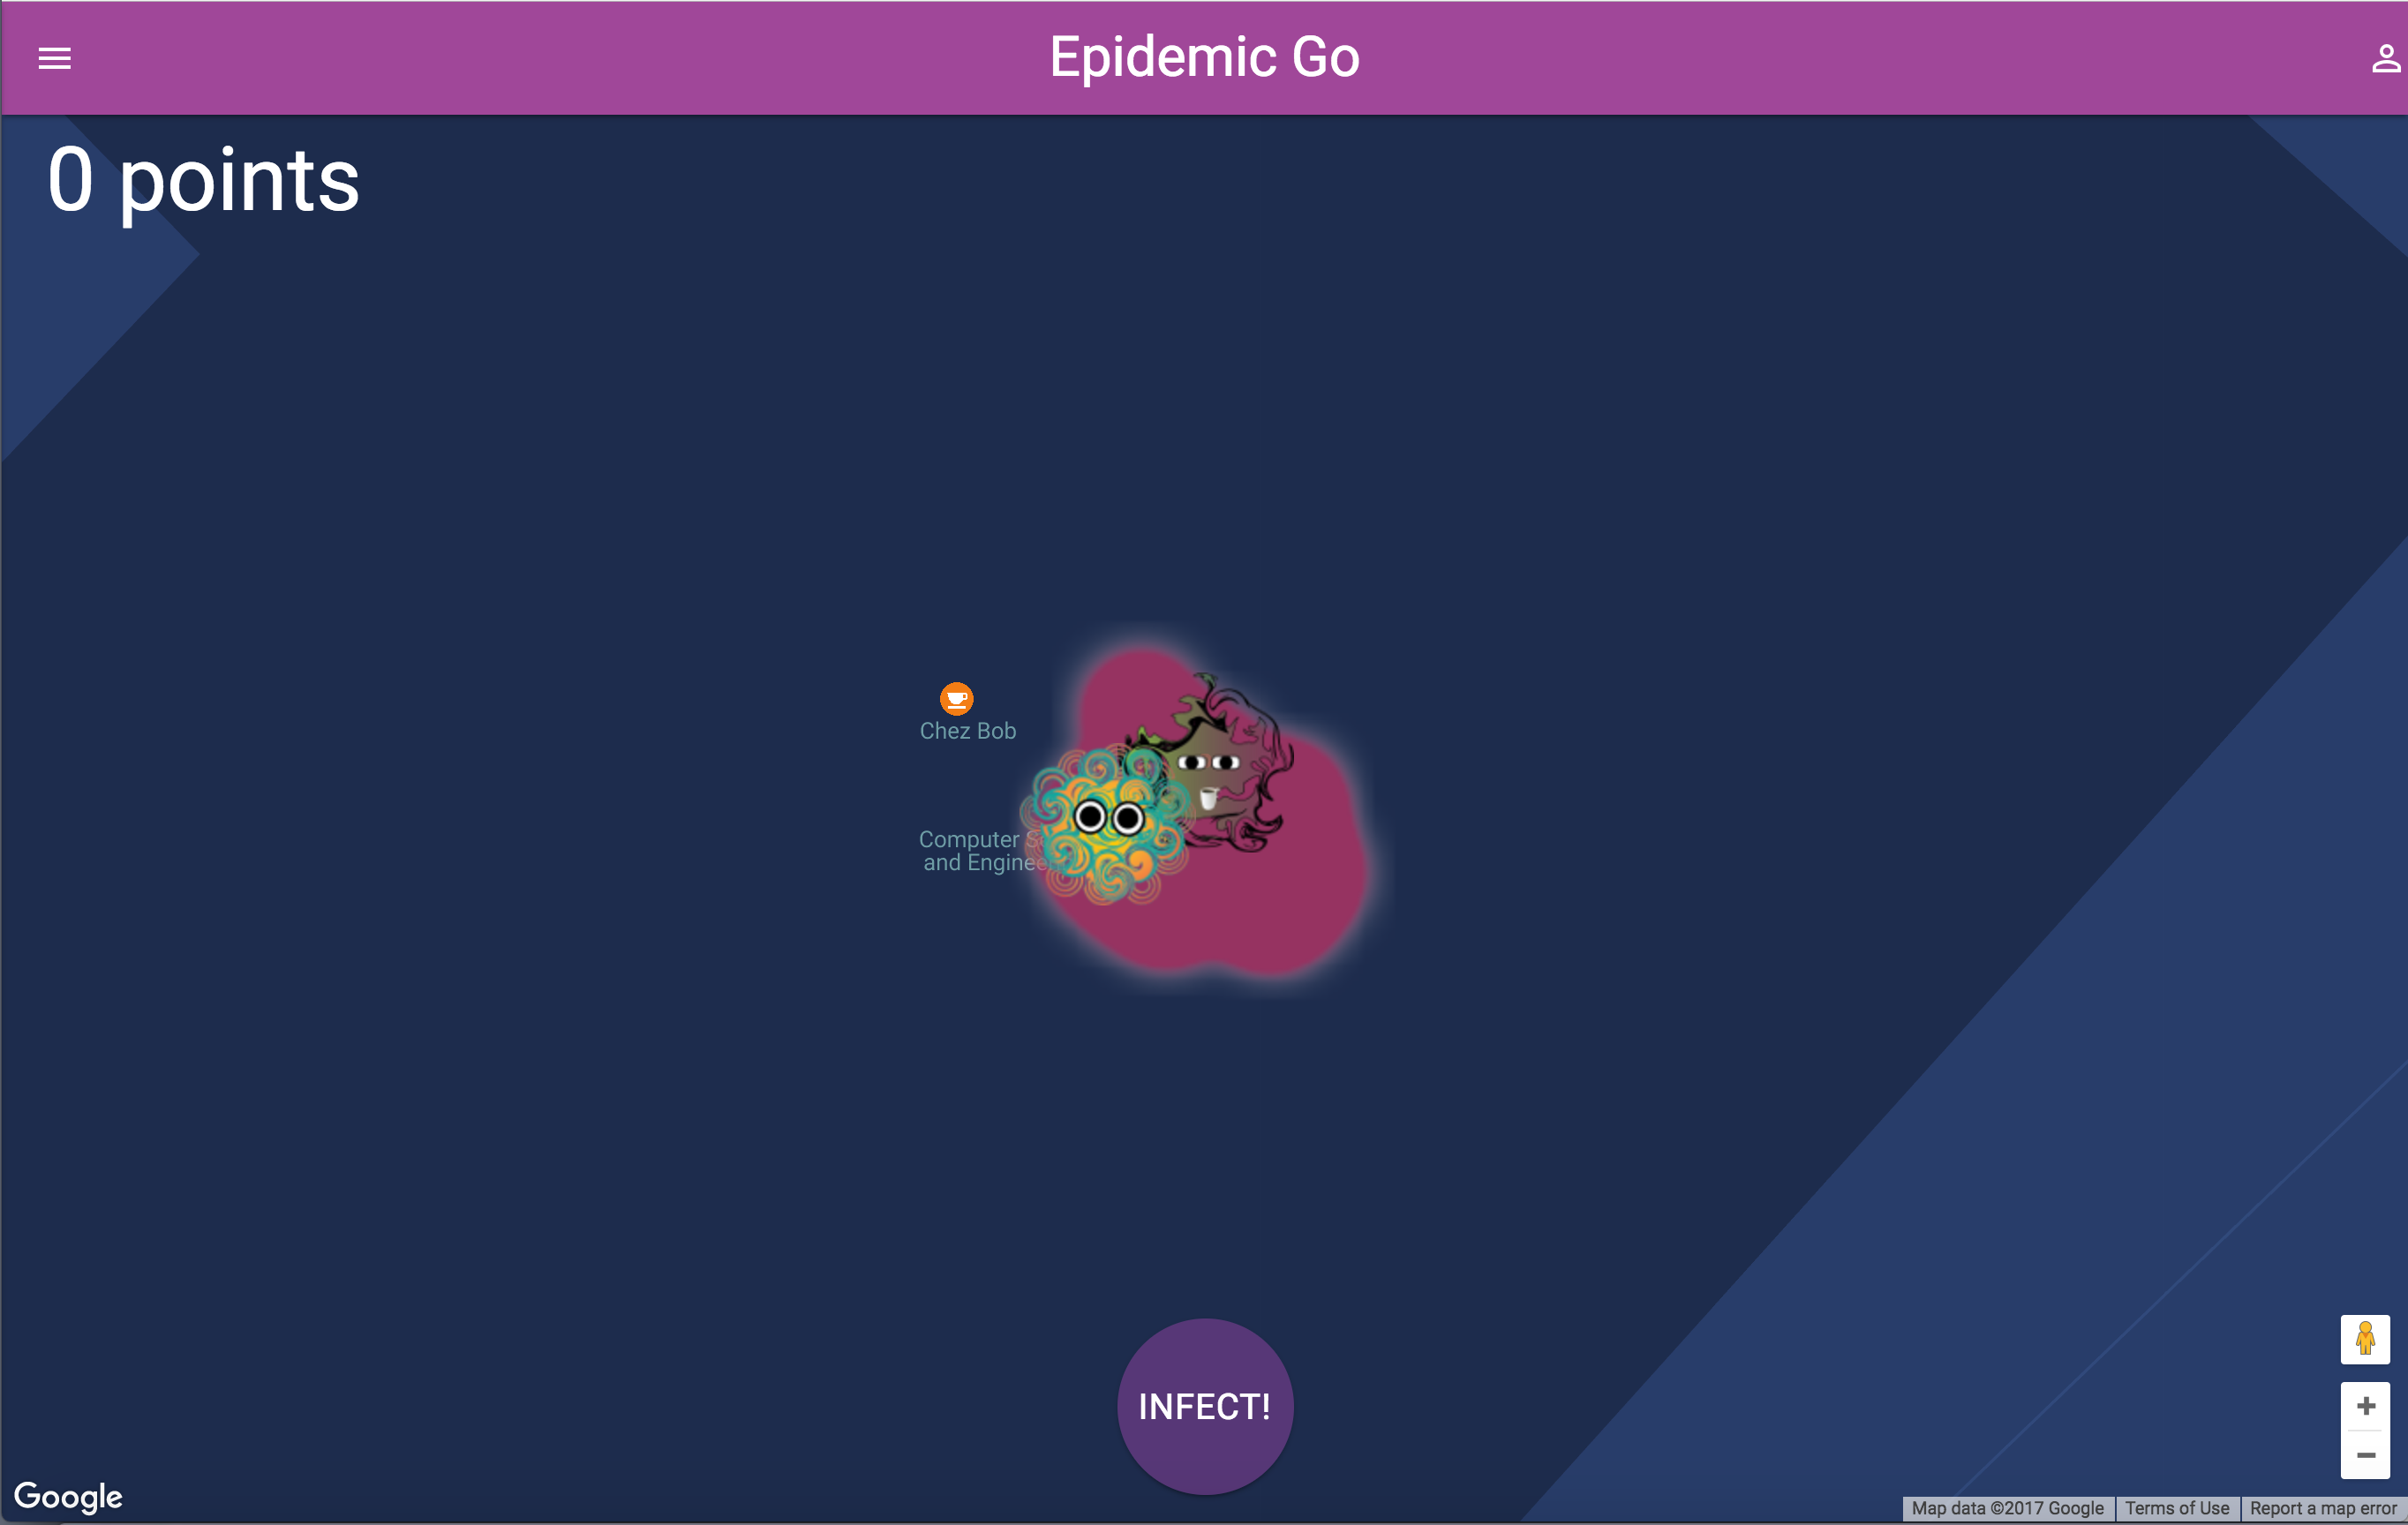 Epidemic Go
0 points
Chez Bob
Computer
and Enginee
INFECT!
Google
Map data ©2017 Google
Terms of Use
Report a map error